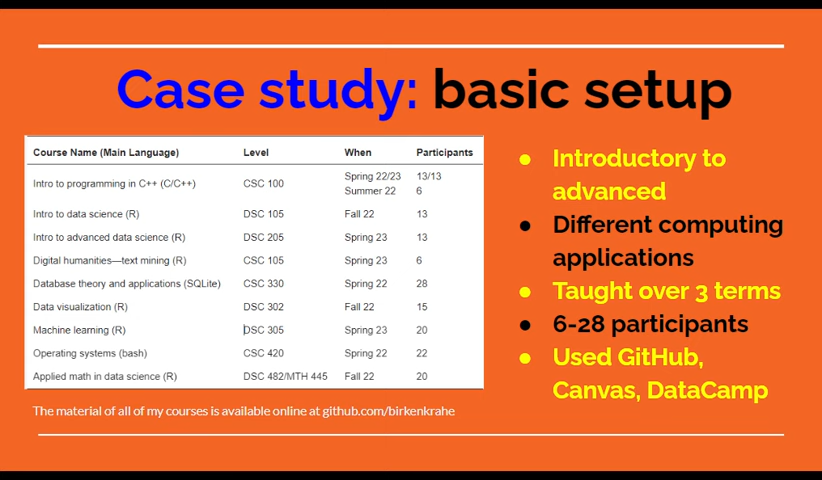 Case study: basic setup
Course Name (Main Language) Level When Participants
Intro to programming in C++ (C/C++) CSC 100 Spring 22/23 13/13
Summer 22 6
Intro to data science (R) DSC 105 Fall 22 13
Intro to advanced data science (R) DSC 205 Spring 23 13
Digital humanities—text mining (R) CSC 105 Spring 23 6
Database theory and applications (SQLite) CSC 330 Spring 22 28
Data visualization (R) DSC 302 Fall 22 15
Machine learning (R) DSC 305 Spring 23 20
Operating systems (bash) CSC 420 Spring 22 22
Applied math in data science (R) DSC 482/MTH 445 Fall 22 20
The material of all of my courses is available online at github.com/birkenkrahe
● Introductory to
advanced
● Different computing
applications
● Taught over 3 terms
● 6-28 participants
● Used GitHub,
Canvas, DataCamp